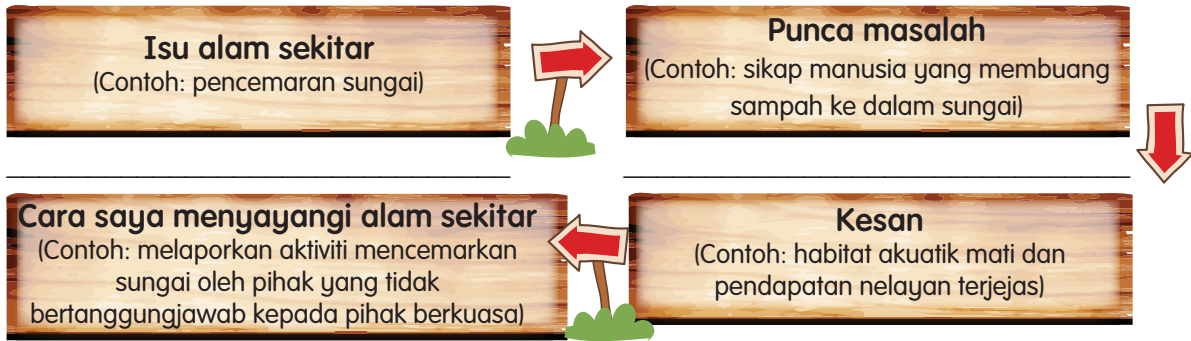 Isu alam sekitar
(Contoh: pencemaran sungai)
Punca masalah
(Contoh: sikap manusia yang membuang
sampah ke dalam sungai)
Kesan
(Contoh: habitat akuatik mati dan
pendapatan nelayan terjejas)
Cara saya menyayangi alam sekitar
(Contoh: melaporkan aktiviti mencemarkan
sungai oleh pihak yang tidak
bertanggungjawab kepada pihak berkuasa)